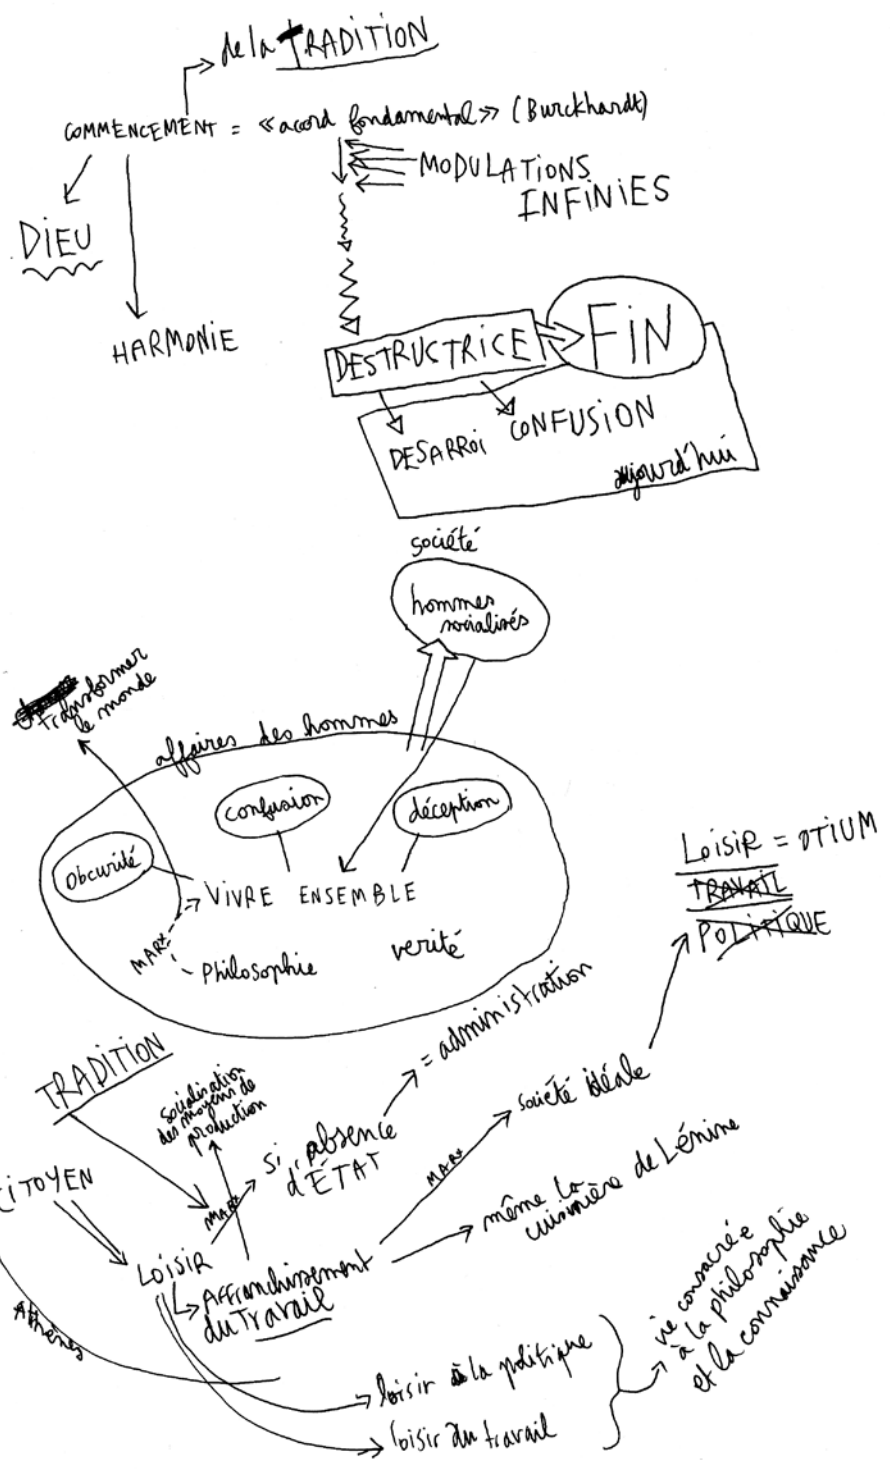 de la TRADITION
COMMENCEMENT = « acord fondamental » (Burckhardt)
MODULATIONS
INFINIES
DIEU
HARMONIE
DESTRUCTRICE
FIN
DESARROI
CONFUSION
aujourd'hui
société
hommes
socialisés
transformer
le monde
affaires des hommes
confusion
déception
obcurité
VIVRE ENSEMBLE
MARX
Philosophie
verité
LOISIR = OTIUM
TRAVAIL
POLITIQUE
TRADITION
socialisation
des moyens de
production
= administration
si absence
d'ÉTAT
MARX
société idéale
MARX
CITOYEN
LOISIR
AFFranchissement
du Travail
même la
cuisinière de Lénine
Athènes
loisir à la politique
loisir du travail
vie consacrée
à la philosophie
et la connaissance